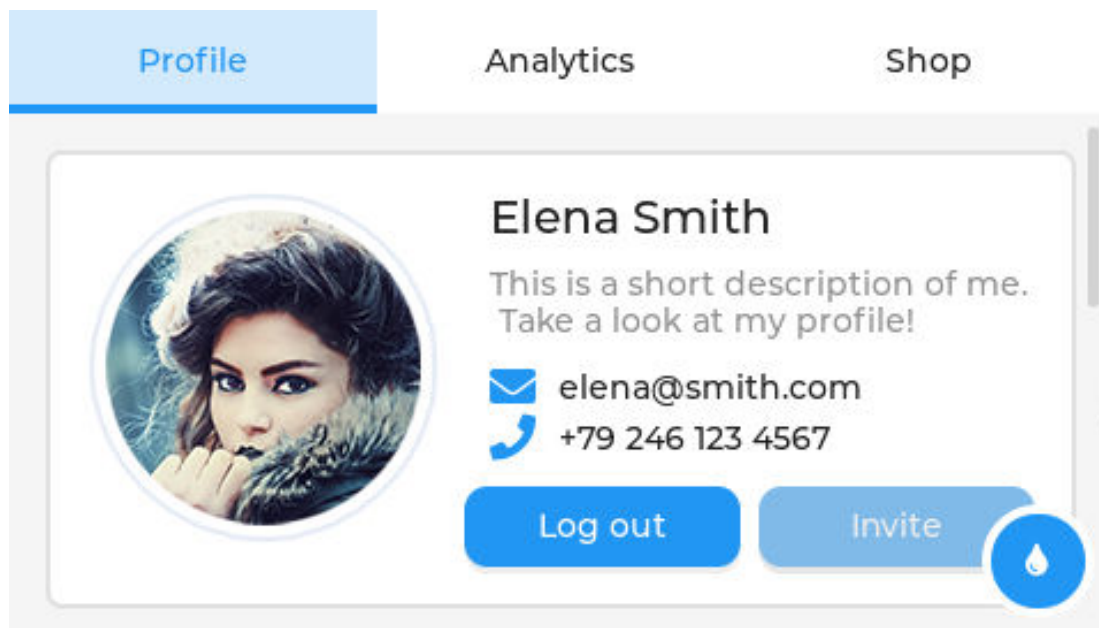 Profile
Analytics
Shop
Elena Smith
This is a short description of me.
Take a look at my profile!
elena@smith.com
+79 246 123 4567
Log out
Invite